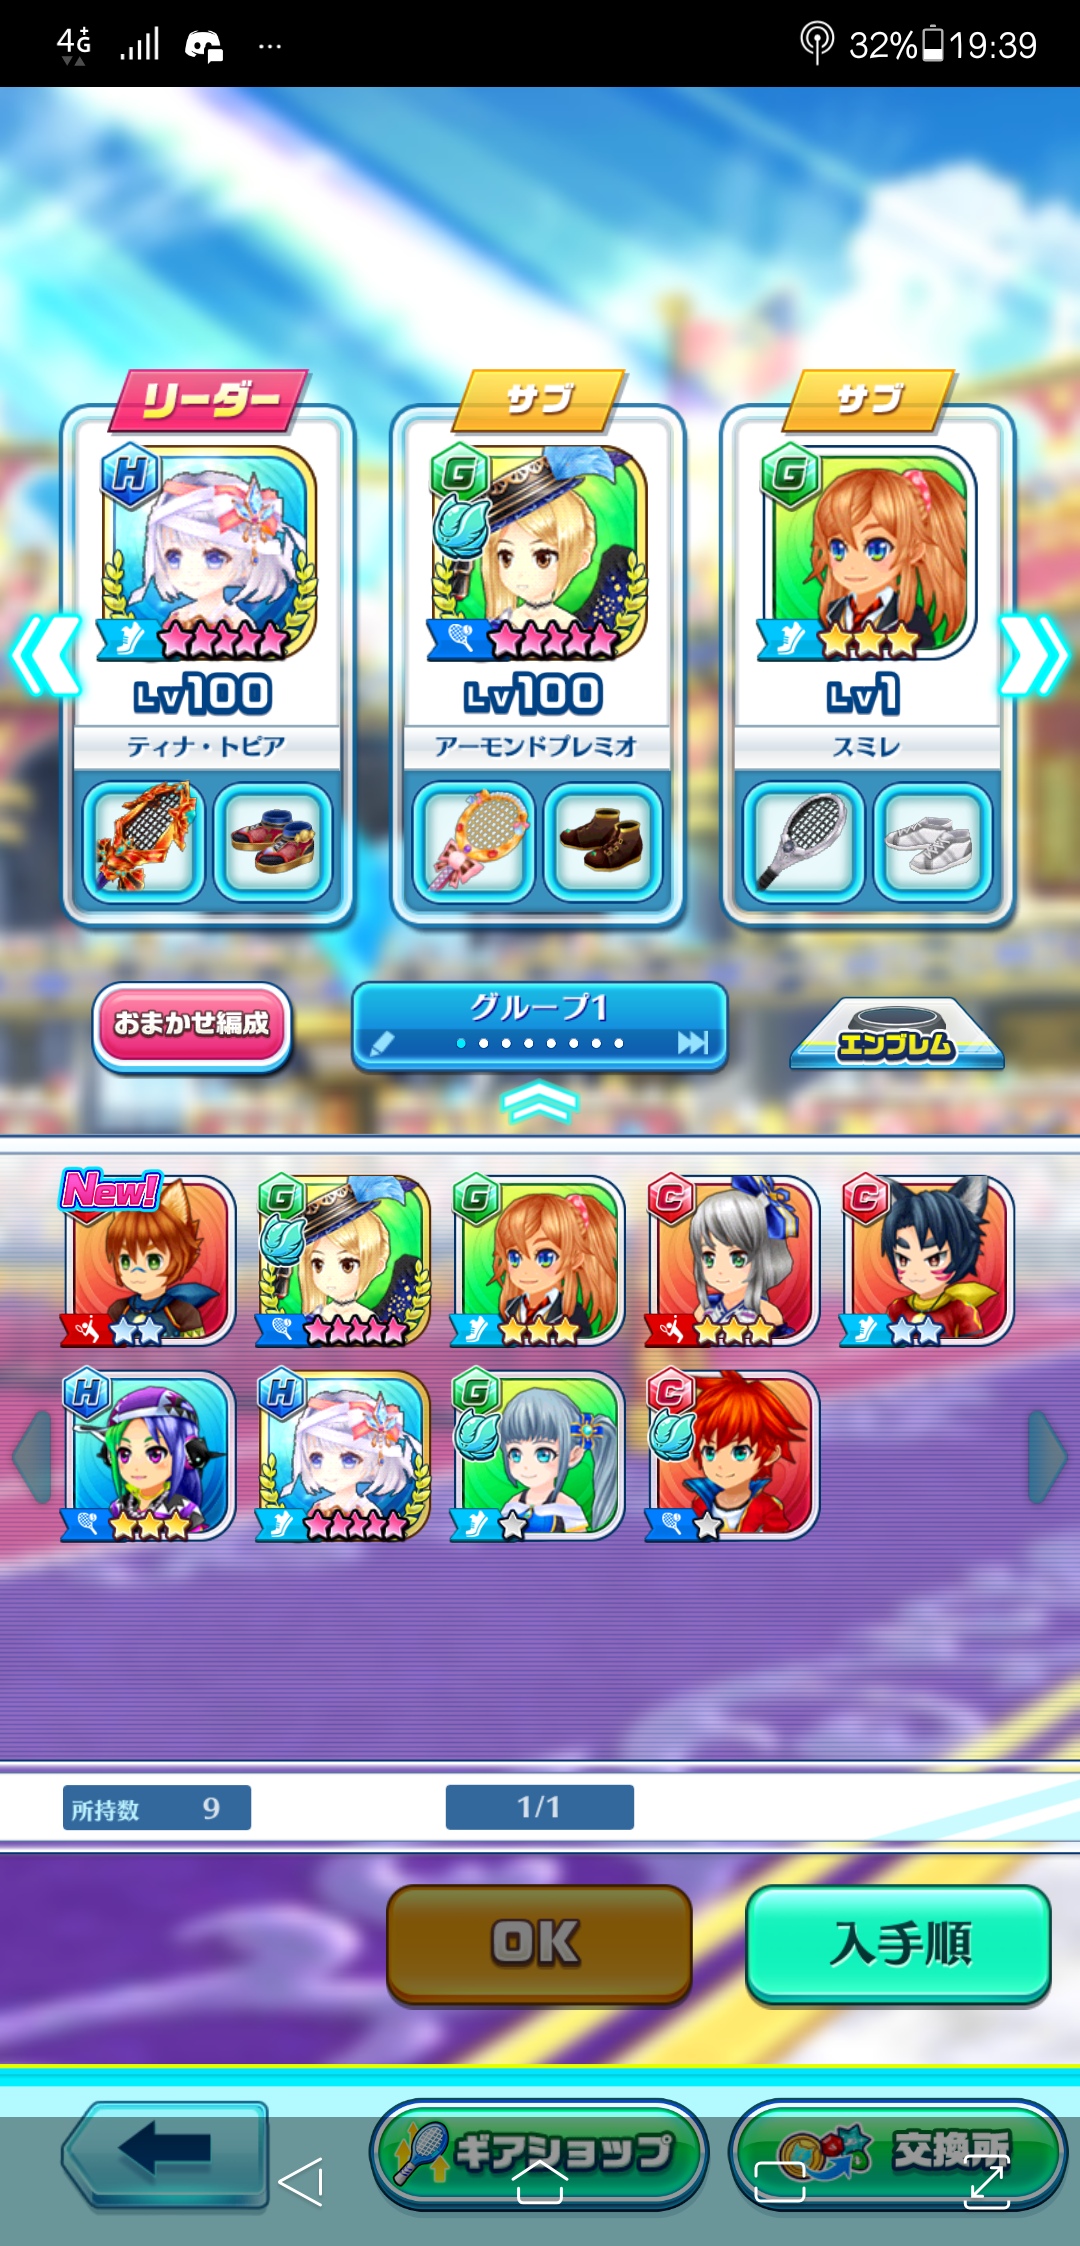 4G+ ... 32% 19:39
リーダー サブ サブ
H G G
Lv100 Lv100 Lv1
ティナ・トピア アーモンドプレミオ スミレ
おまかせ編成 グループ1 エンブレム
New! G G C C
H H G C
所持数 9 1/1
OK 入手順
ギアショップ 交換所